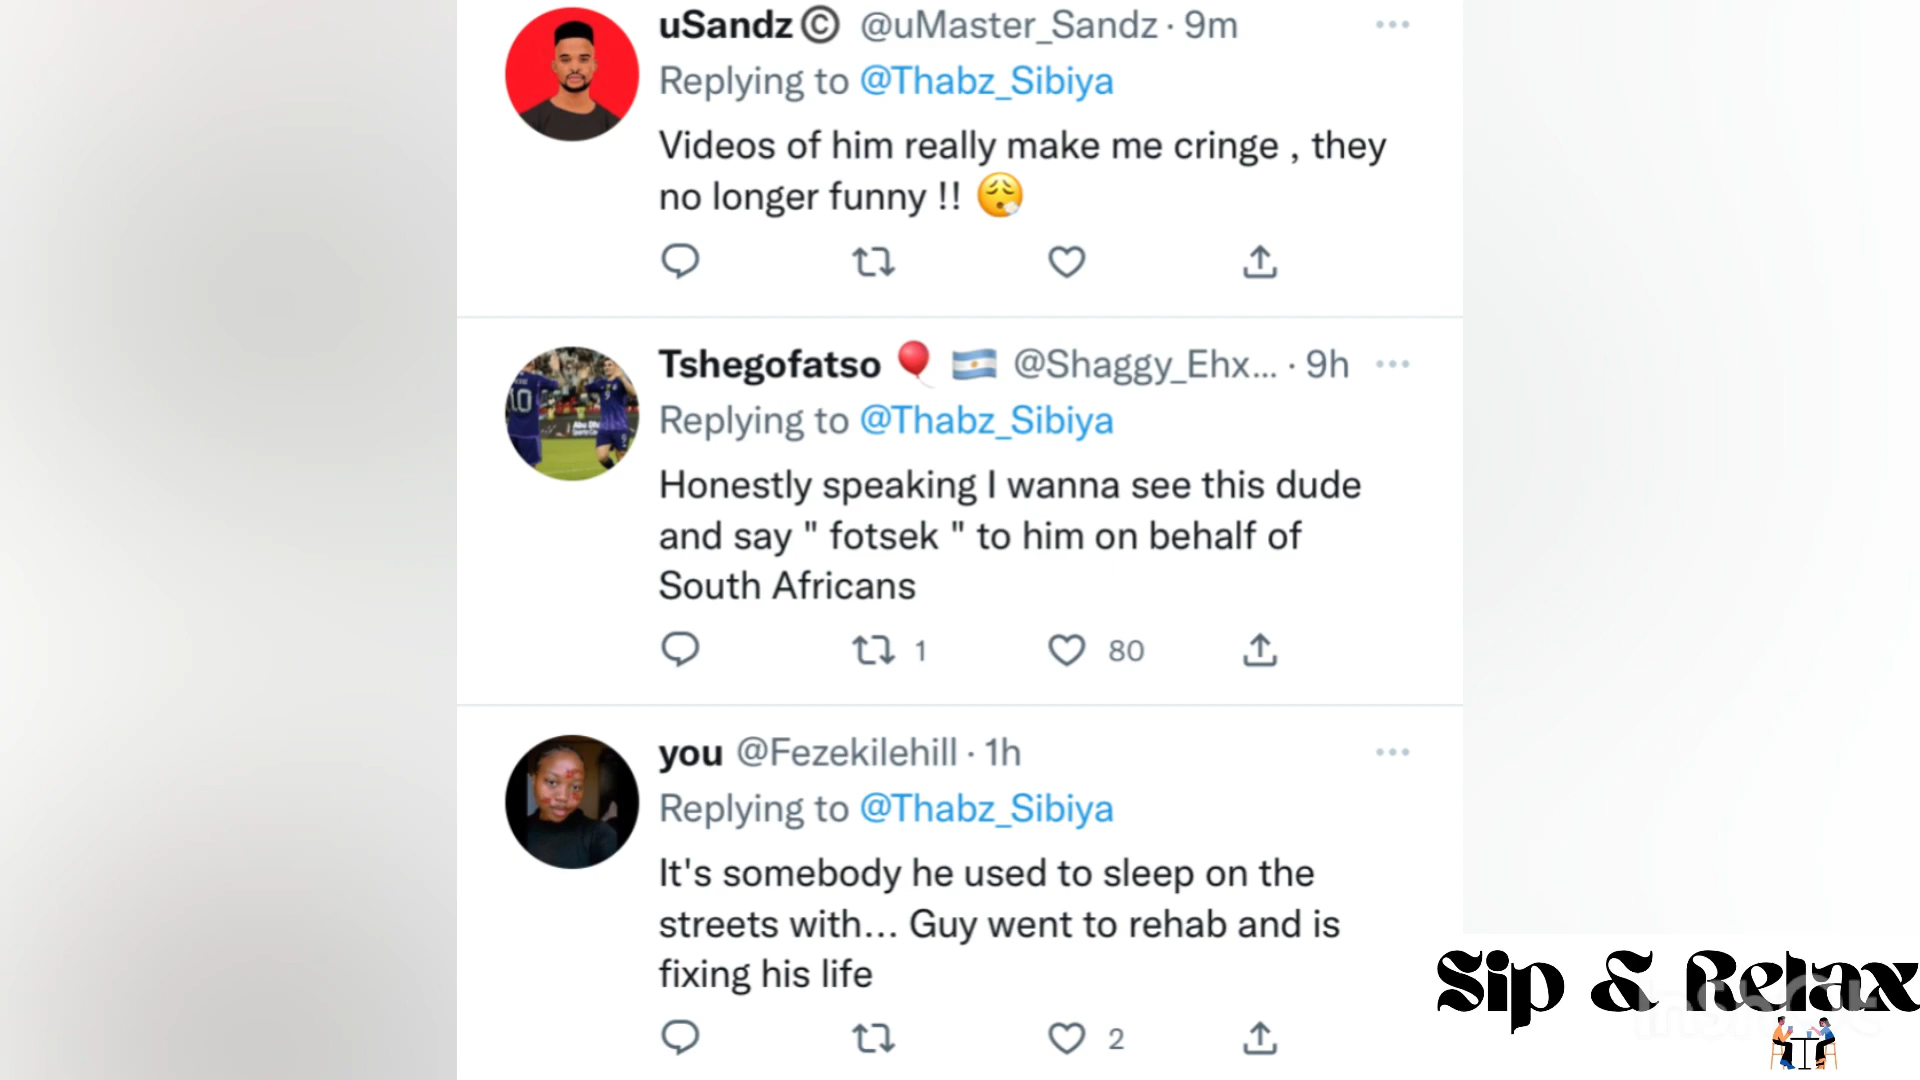 uSandz© @uMaster_Sandz · 9m
Replying to @Thabz_Sibiya
Videos of him really make me cringe , they
no longer funny !! 😮‍💨
Tshegofatso 🎈 🇦🇷 @Shaggy_Ehx... · 9h
Replying to @Thabz_Sibiya
Honestly speaking I wanna see this dude
and say " fotsek " to him on behalf of
South Africans
1 80
you @Fezekilehill · 1h
Replying to @Thabz_Sibiya
It's somebody he used to sleep on the
streets with... Guy went to rehab and is
fixing his life
2
Sip & Relax
InShOt
10
9